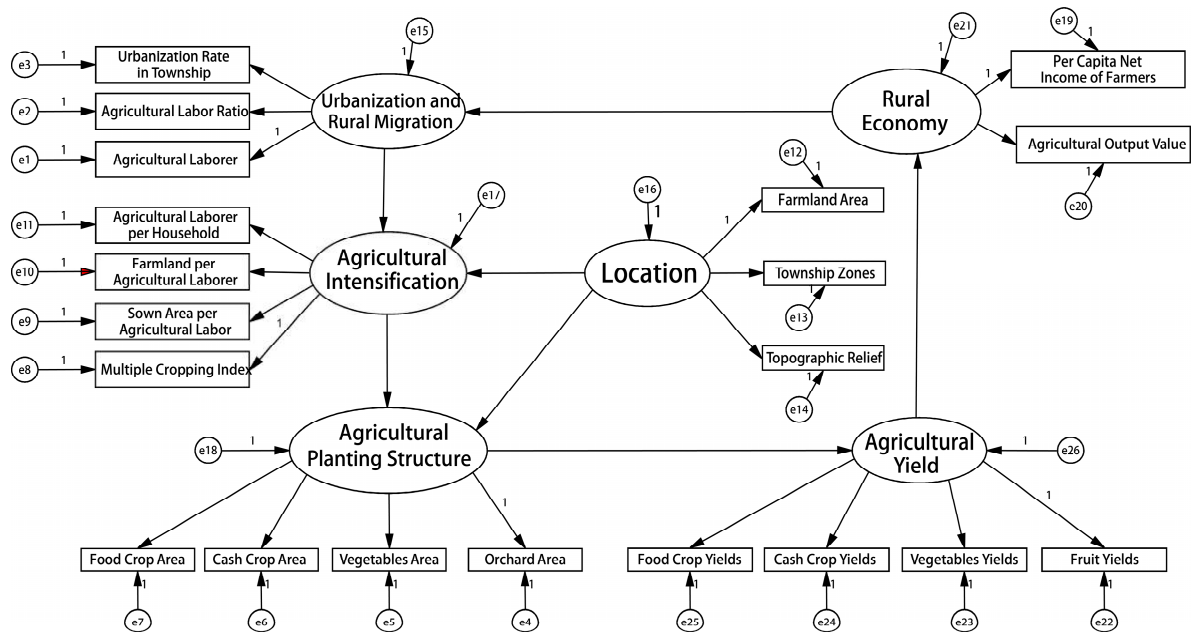 e15
e21
e19
1
1
1
1
e3
1
Urbanization Rate
in Township
Per Capita Net
Income of Farmers
e2
1
Agricultural Labor Ratio
Urbanization and
Rural Migration
Rural
Economy
1
e1
1
Agricultural Laborer
Agricultural Output Value
e12
1
1
e20
e17
1
e16
1
Farmland Area
1
e11
1
Agricultural Laborer
per Household
e10
1
Farmland per
Agricultural Laborer
Agricultural
Intensification
Location
Township Zones
1
e13
e9
1
Sown Area per
Agricultural Labor
1
e8
1
Multiple Cropping Index
Topographic Relief
1
e14
e18
1
Agricultural
Planting Structure
Agricultural
Yield
1
e26
1
1
Food Crop Area
Cash Crop Area
Vegetables Area
Orchard Area
Food Crop Yields
Cash Crop Yields
Vegetables Yields
Fruit Yields
1
1
1
1
1
1
1
1
e7
e6
e5
e4
e25
e24
e23
e22